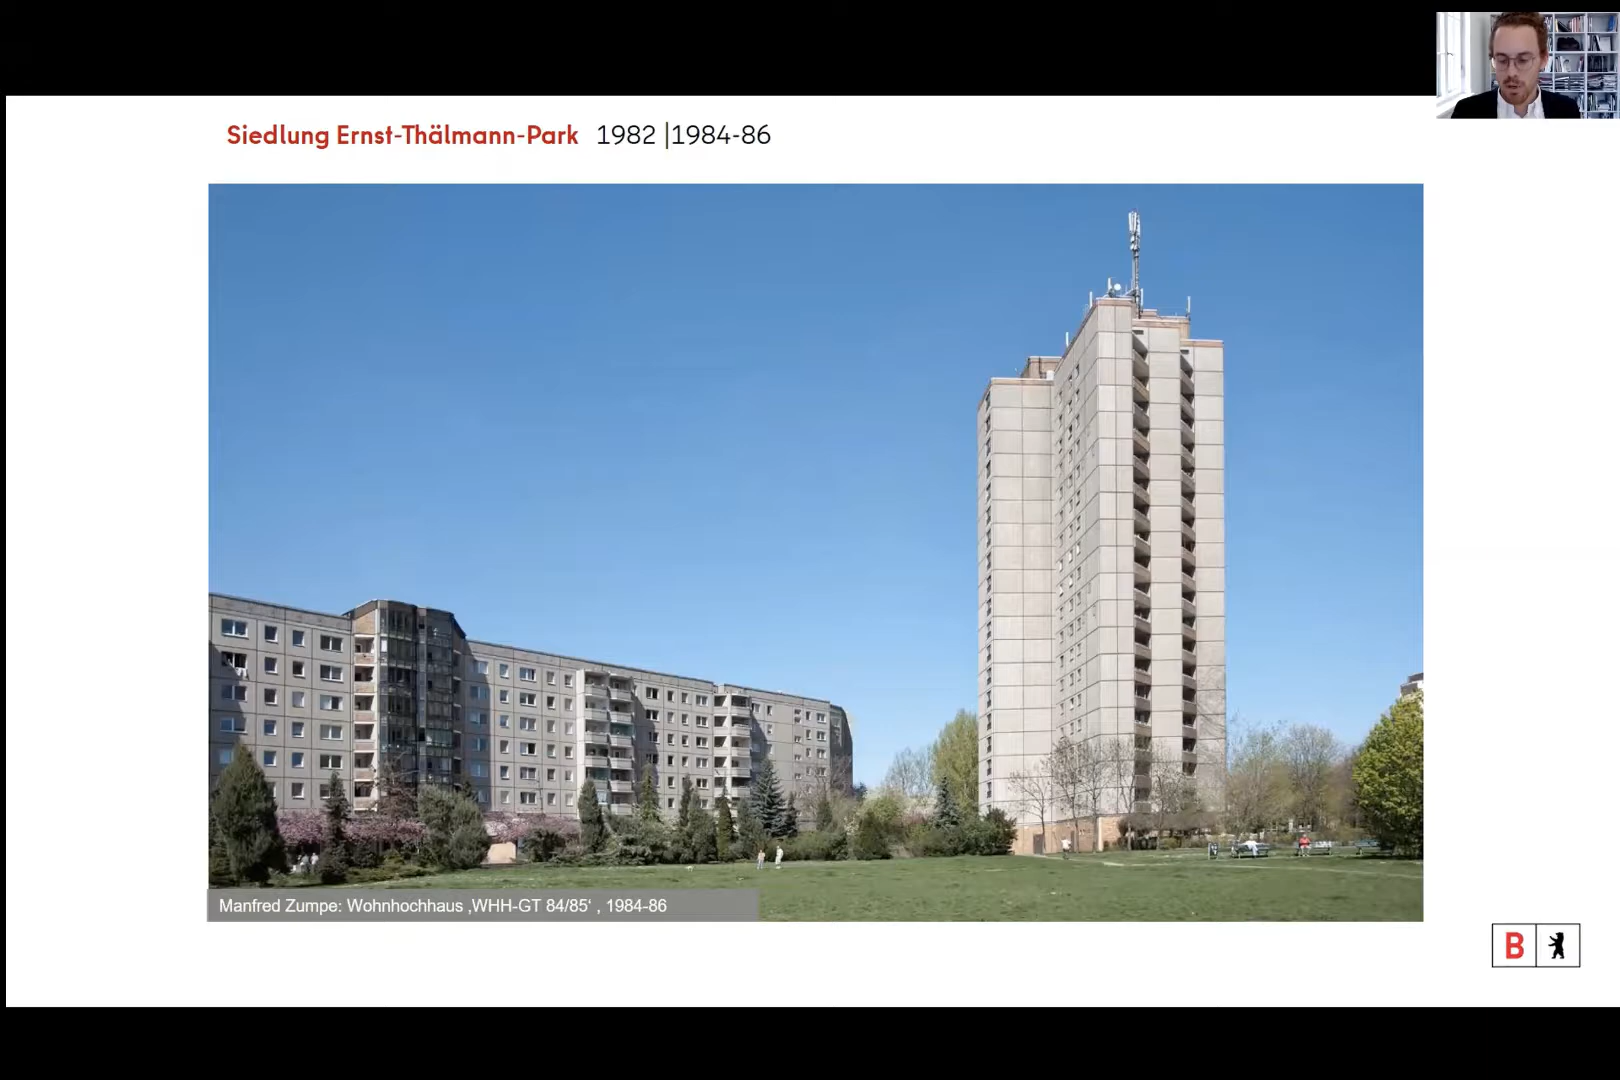 Siedlung Ernst-Thälmann-Park 1982 |1984-86
Manfred Zumpe: Wohnhochhaus ‚WHH-GT 84/85‘ , 1984-86
B